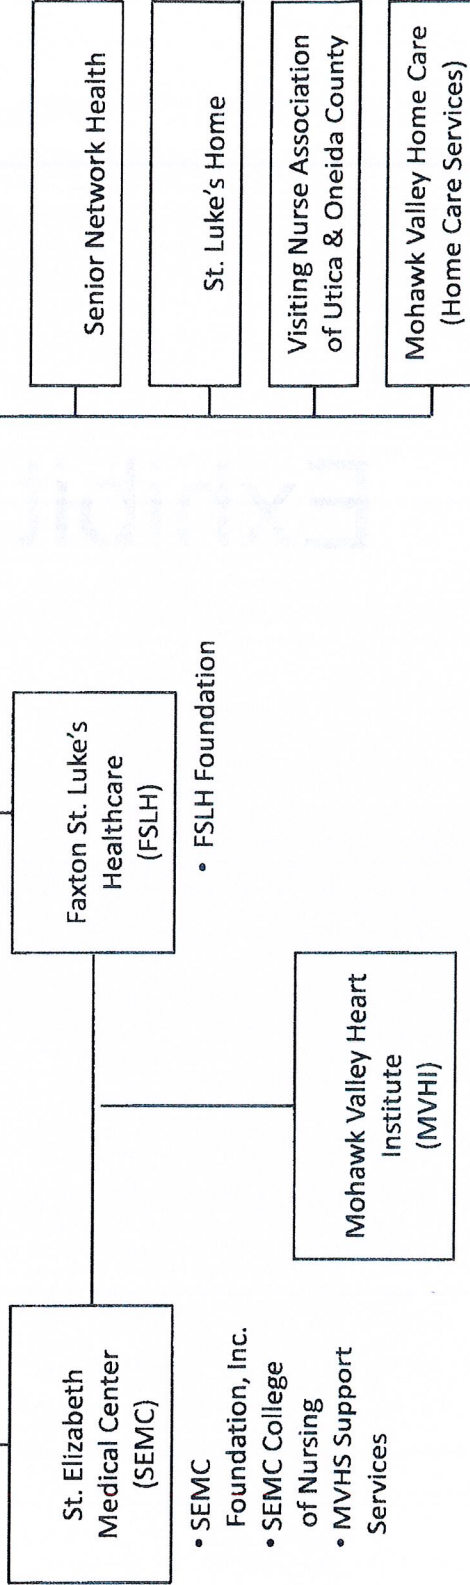 St. Elizabeth
Medical Center
(SEMC)
• SEMC
Foundation, Inc.
• SEMC College
of Nursing
• MVHS Support
Services
Mohawk Valley Heart
Institute
(MVHI)
Faxton St. Luke's
Healthcare
(FSLH)
• FSLH Foundation
Senior Network Health
St. Luke's Home
Visiting Nurse Association
of Utica & Oneida County
Mohawk Valley Home Care
(Home Care Services)